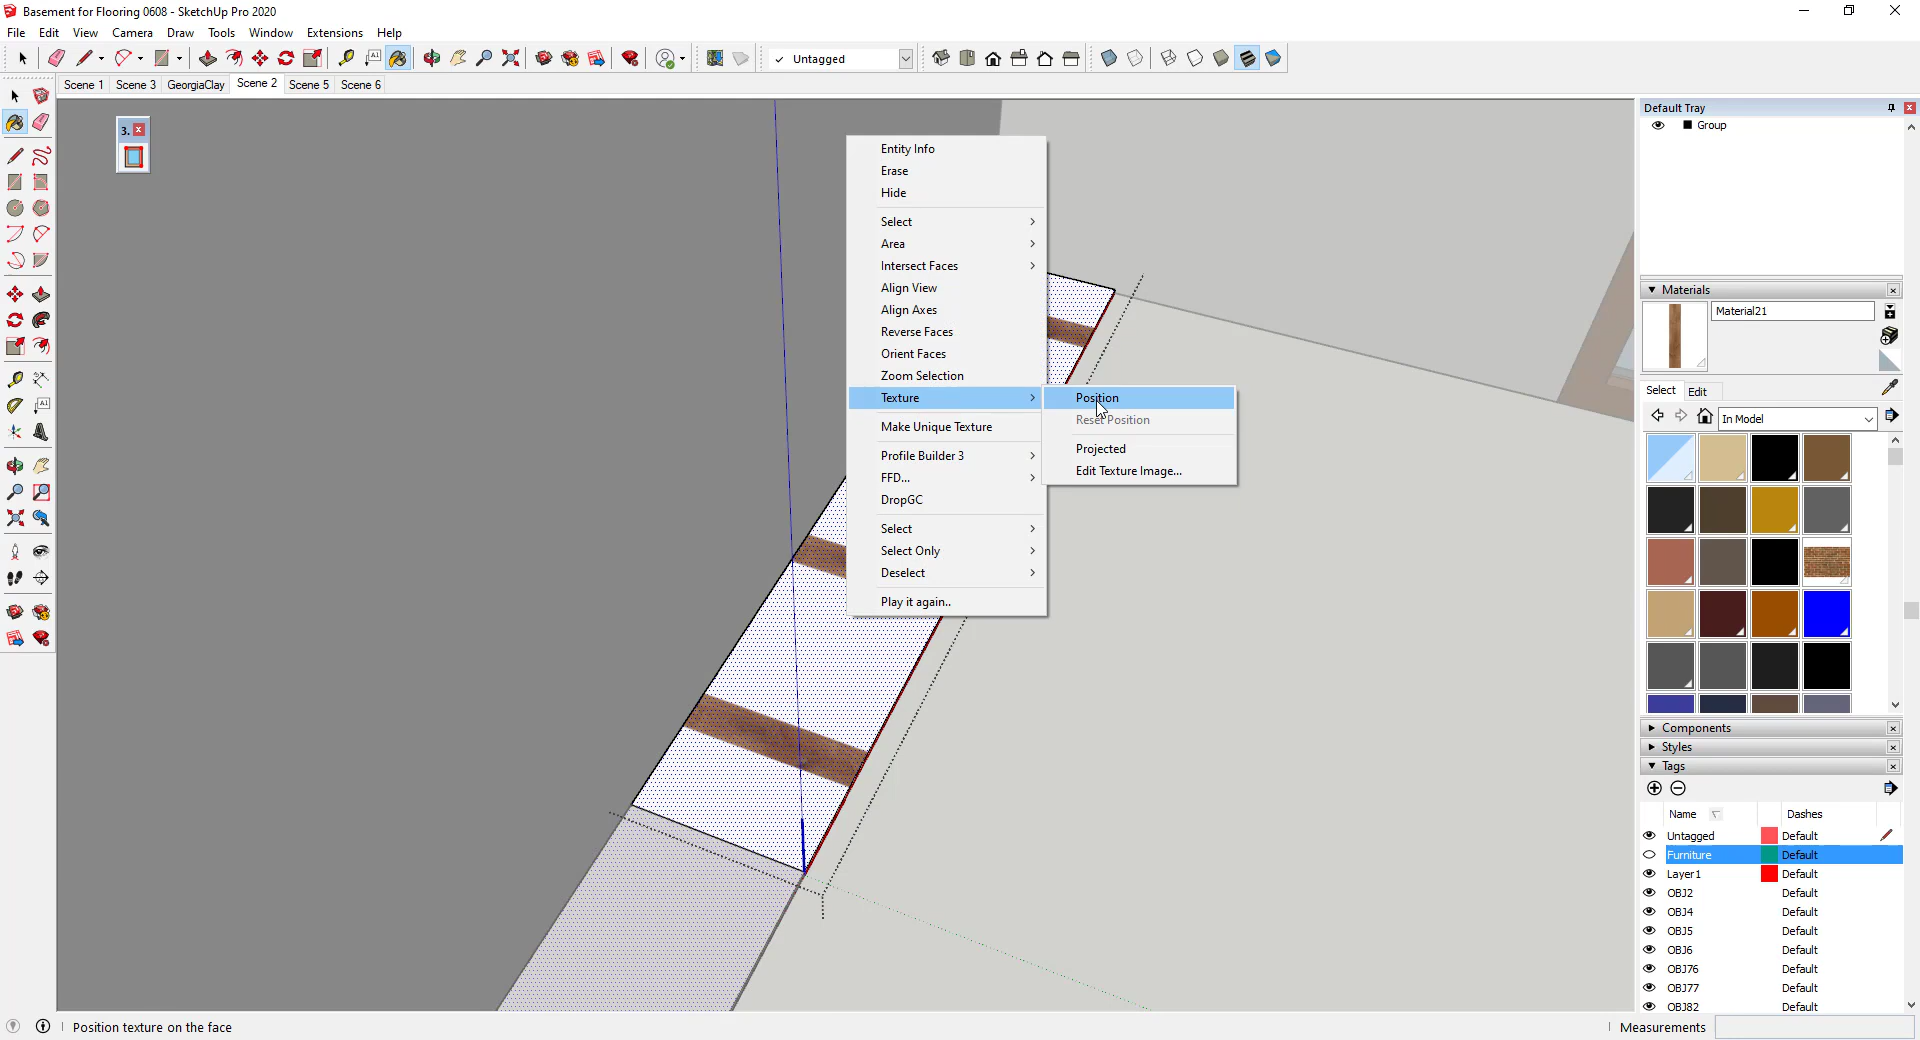 Basement for Flooring 0608 - SketchUp Pro 2020
File Edit View Camera Draw Tools Window Extensions Help
Untagged
Scene 1 Scene 3 GeorgiaClay Scene 2 Scene 5 Scene 6
3.
Entity Info
Erase
Hide
Select
Area
Intersect Faces
Align View
Align Axes
Reverse Faces
Orient Faces
Zoom Selection
Texture
Make Unique Texture
Profile Builder 3
FFD...
DropGC
Select
Select Only
Deselect
Play it again..
Position
Reset Position
Projected
Edit Texture Image...
Default Tray
Group
Materials
Material21
Select Edit
In Model
Components
Styles
Tags
Name Dashes
Untagged Default
Furniture Default
Layer1 Default
OBJ2 Default
OBJ4 Default
OBJ5 Default
OBJ6 Default
OBJ76 Default
OBJ77 Default
OBJ82 Default
Position texture on the face
Measurements